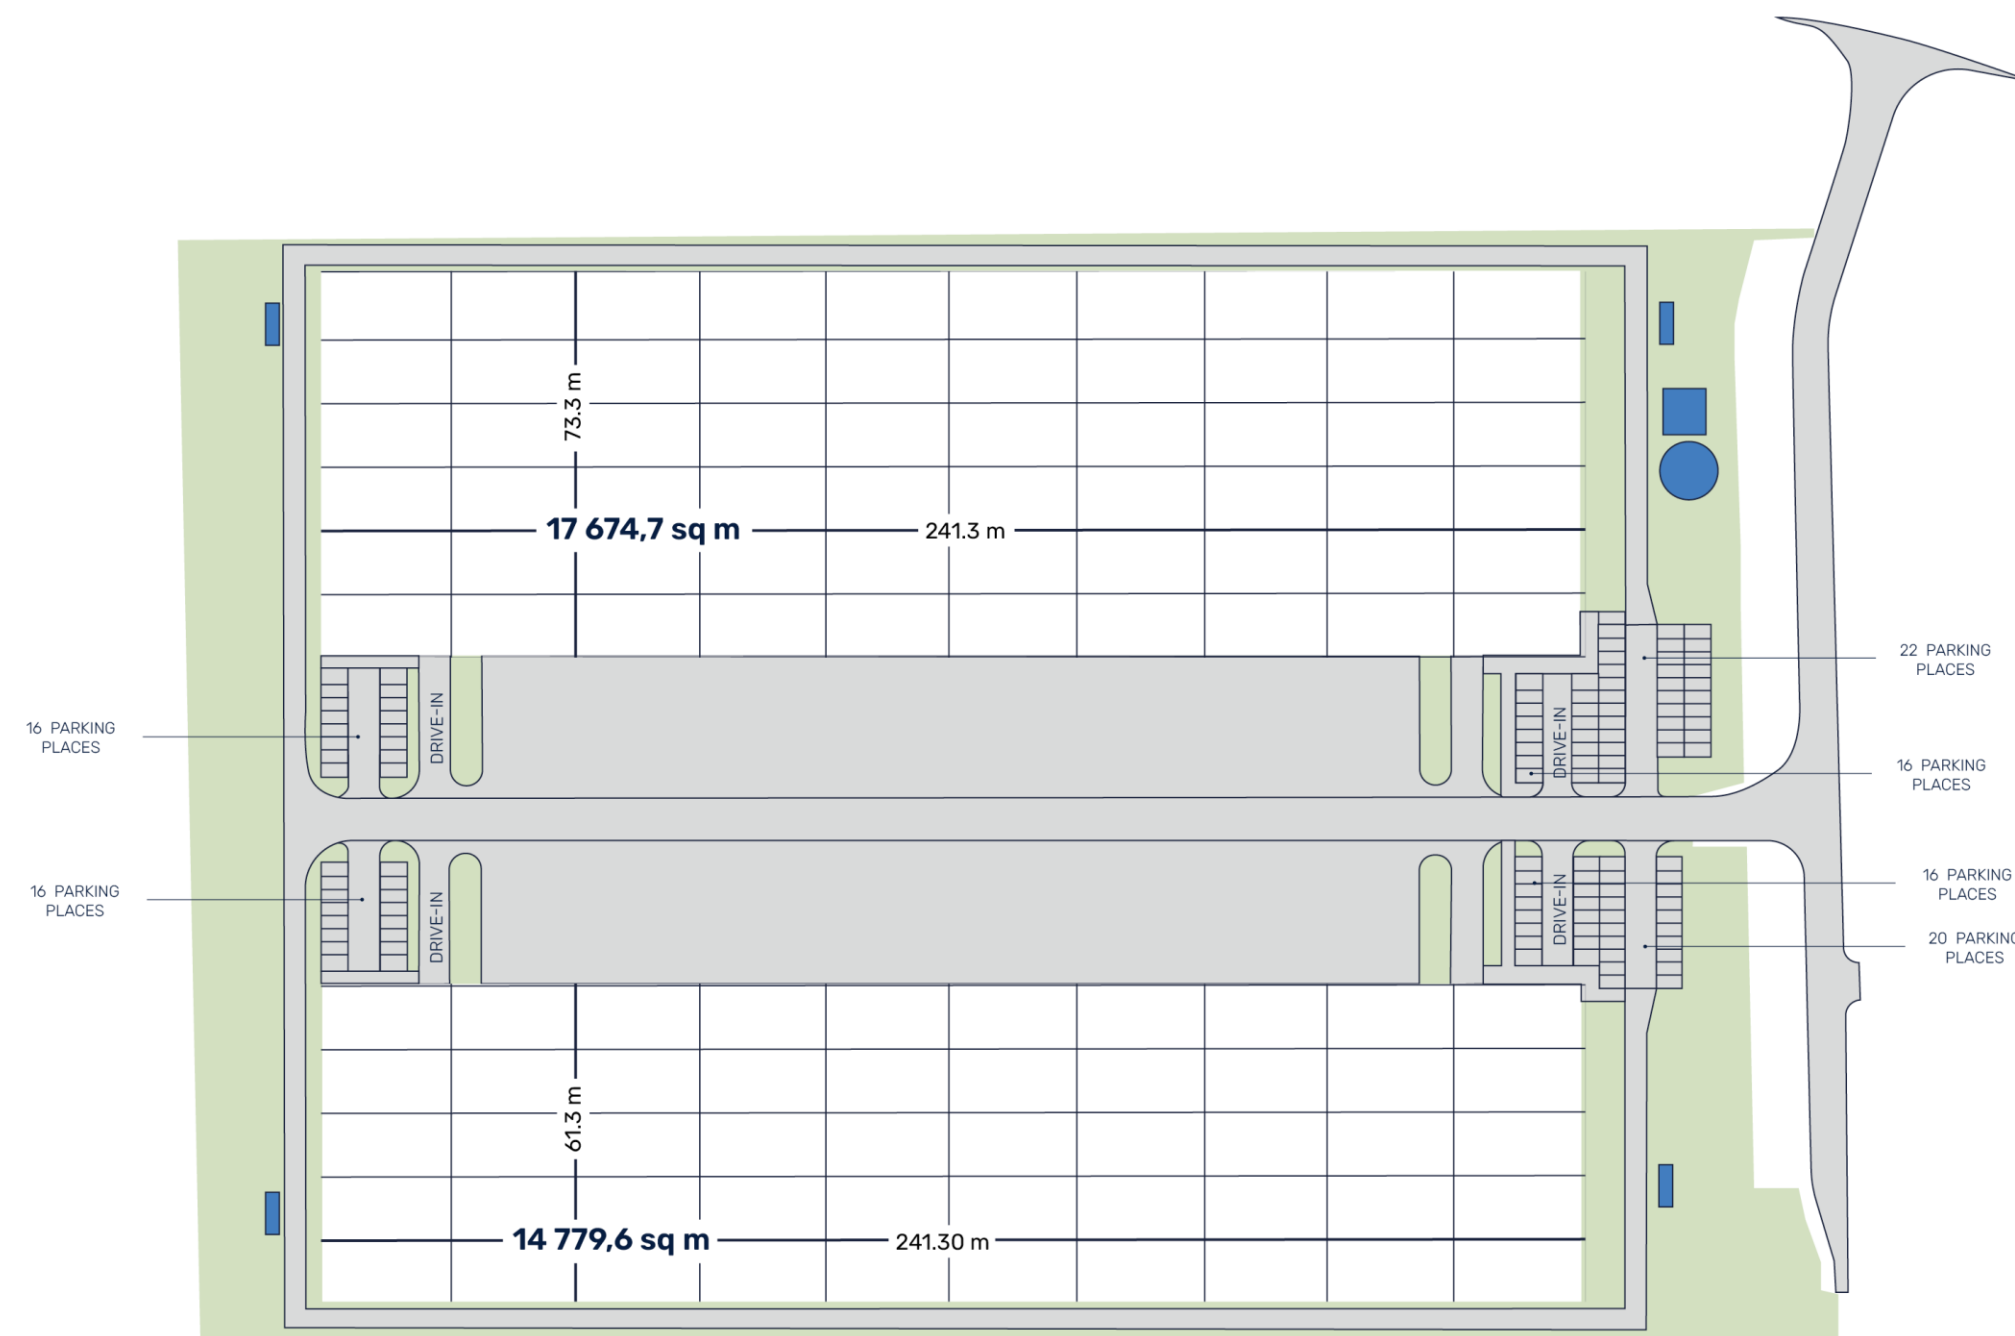 73.3 m
17 674,7 sq m
241.3 m
22 PARKING
PLACES
16 PARKING
PLACES
DRIVE-IN
DRIVE-IN
16 PARKING
PLACES
16 PARKING
PLACES
DRIVE-IN
DRIVE-IN
16 PARKING
PLACES
20 PARKING
PLACES
61.3 m
14 779,6 sq m
241.30 m